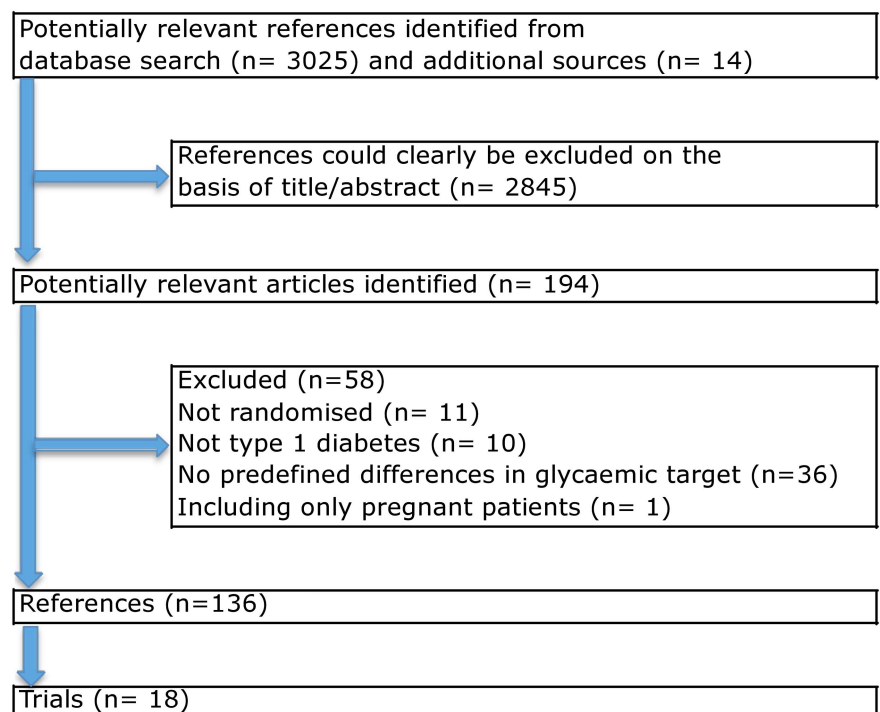 Potentially relevant references identified from
database search (n= 3025) and additional sources (n= 14)
References could clearly be excluded on the
basis of title/abstract (n= 2845)
Potentially relevant articles identified (n= 194)
Excluded (n=58)
Not randomised (n= 11)
Not type 1 diabetes (n= 10)
No predefined differences in glycaemic target (n=36)
Including only pregnant patients (n= 1)
References (n=136)
Trials (n= 18)